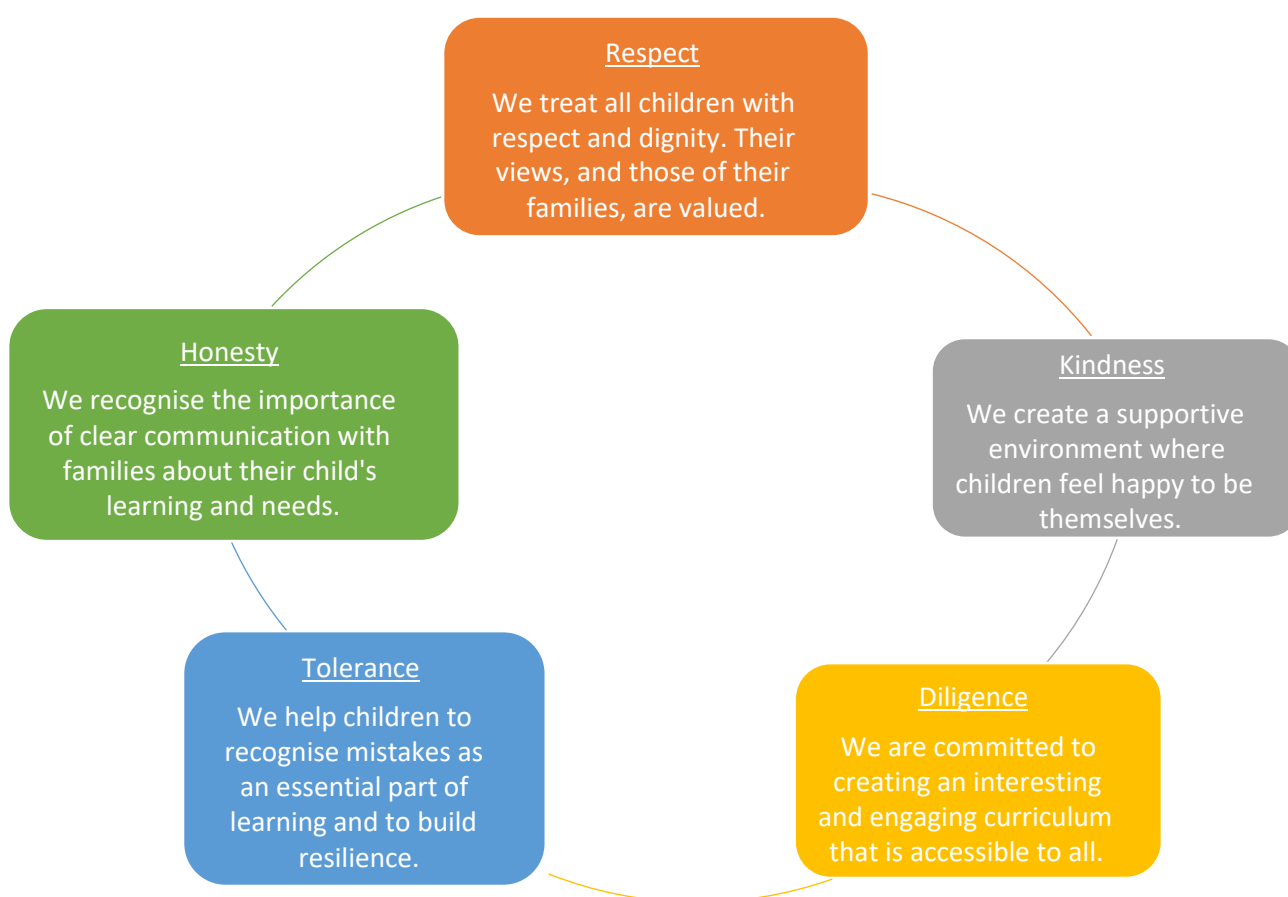 Respect
We treat all children with
respect and dignity. Their
views, and those of their
families, are valued.
Kindness
We create a supportive
environment where
children feel happy to be
themselves.
Diligence
We are committed to
creating an interesting
and engaging curriculum
that is accessible to all.
Tolerance
We help children to
recognise mistakes as
an essential part of
learning and to build
resilience.
Honesty
We recognise the importance
of clear communication with
families about their child's
learning and needs.